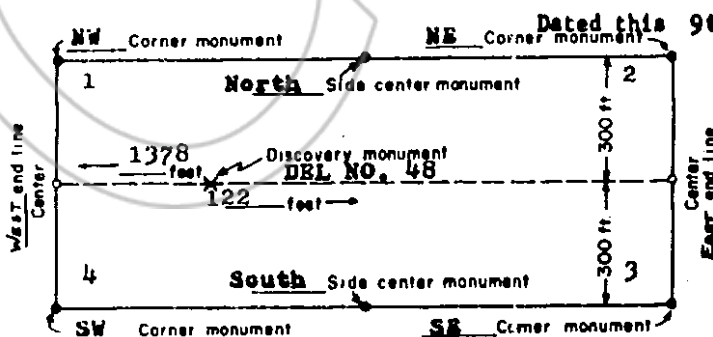 Dated this 9t
NW Corner monument NE Corner monument
1 North Side center monument 2
300 ft
1378 feet Discovery monument
DEL NO. 48
122 feet
WEST end line Center
Center EAST end line
300 ft.
4 South Side center monument 3
SW Corner monument SE Corner monument